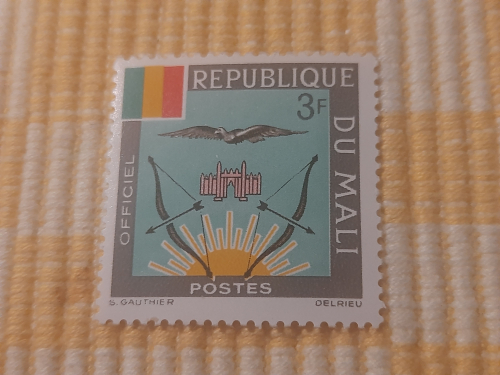 REPUBLIQUE
DU MALI
3F
OFFICIEL
POSTES
S. GAUTHIER
DELRIEU